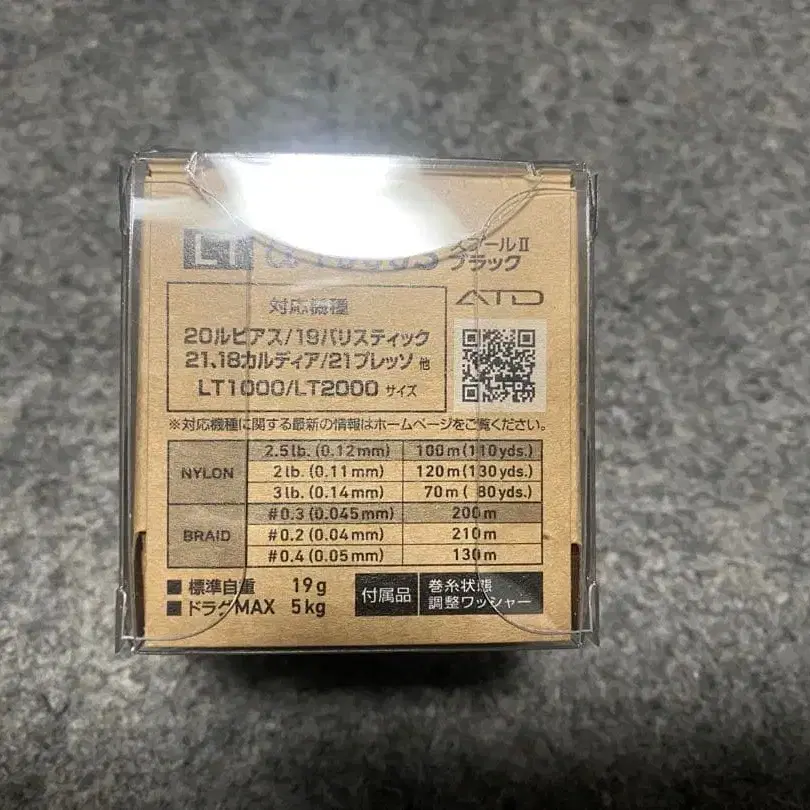 LT
スプールⅡ
ブラック
ATD
対応機種
20ルビアス/19バリスティック
21、18カルディア/21プレッソ 他
LT1000/LT2000 サイズ
※対応機種に関する最新の情報はホームページをご覧ください。
NYLON
2.5lb. (0.12mm) 100m(110yds.)
2lb. (0.11mm) 120m(130yds.)
3lb. (0.14mm) 70m( 80yds.)
BRAID
#0.3 (0.045mm) 200m
#0.2 (0.04mm) 210m
#0.4 (0.05mm) 130m
■ 標準自重 19g
■ ドラグMAX 5kg
付属品
巻糸状態
調整ワッシャー